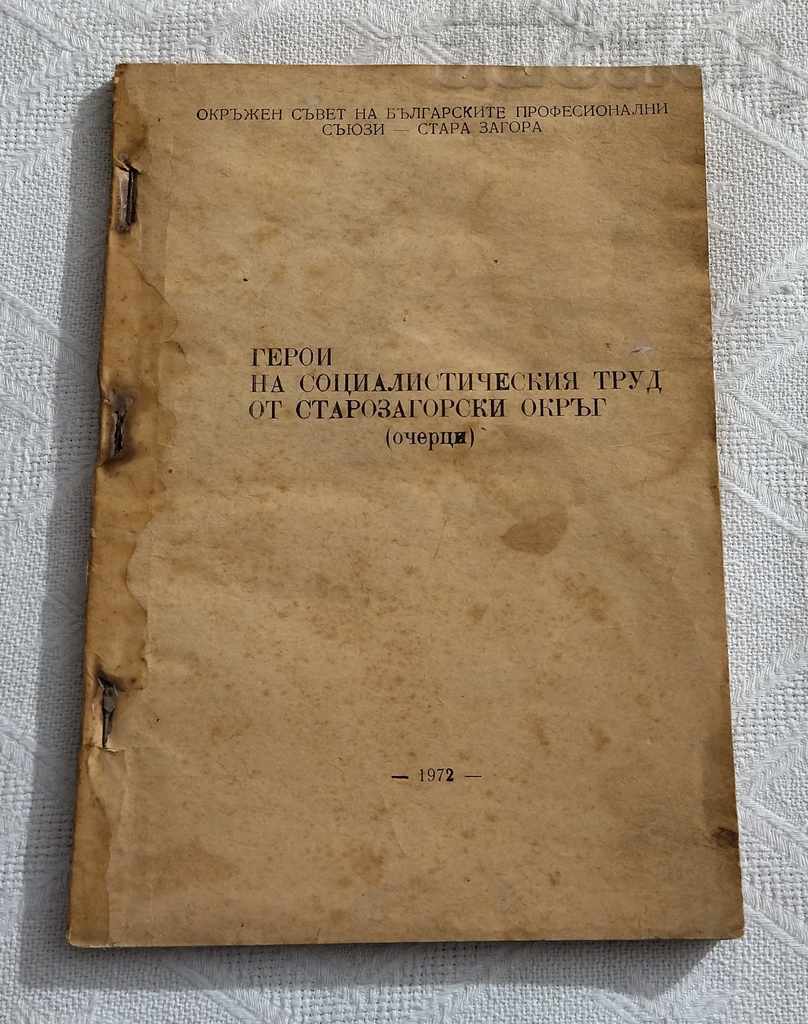 ОКРЪЖЕН СЪВЕТ НА БЪЛГАРСКИТЕ ПРОФЕСИОНАЛНИ
СЪЮЗИ — СТАРА ЗАГОРА
ГЕРОИ
НА СОЦИАЛИСТИЧЕСКИЯ ТРУД
ОТ СТАРОЗАГОРСКИ ОКРЪГ
(очерци)
— 1972 —